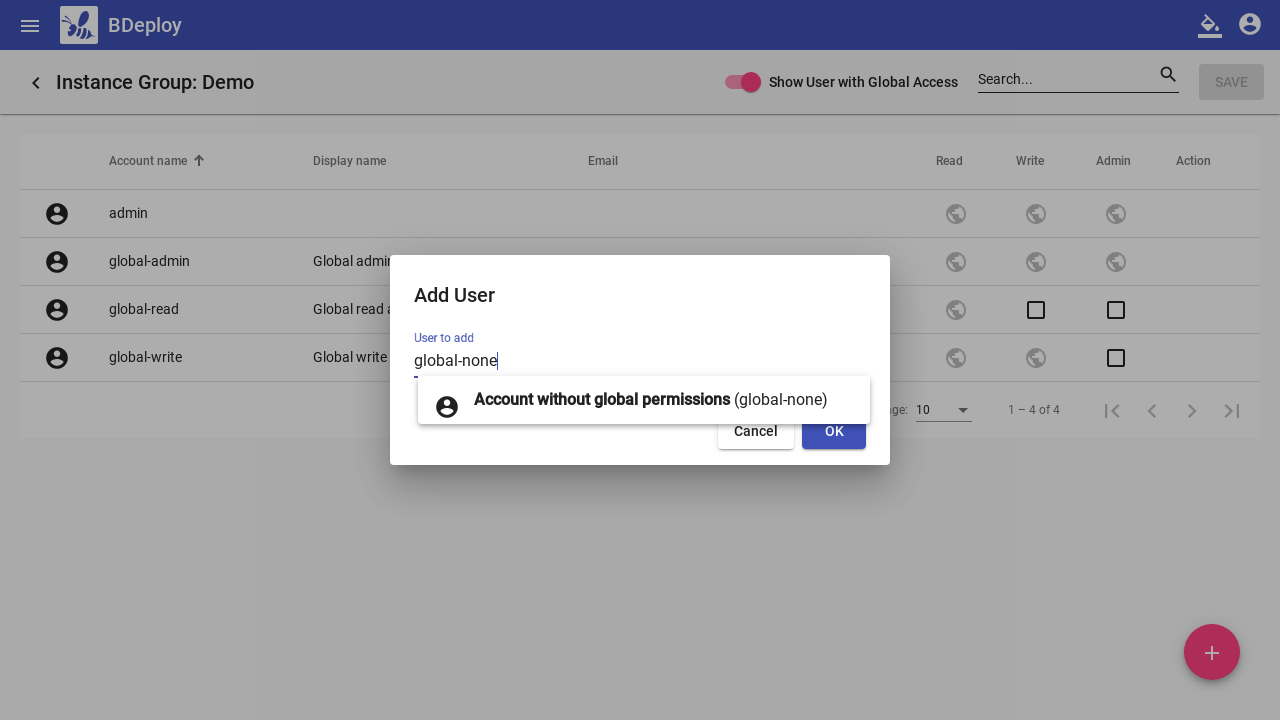 BDeploy
Instance Group: Demo
Show User with Global Access
Search...
SAVE
Account name Display name Email Read Write Admin Action
admin
global-admin Global admin
global-read Global read
global-write Global write
Add User
User to add
global-none
Account without global permissions (global-none)
Cancel OK
10 1 – 4 of 4